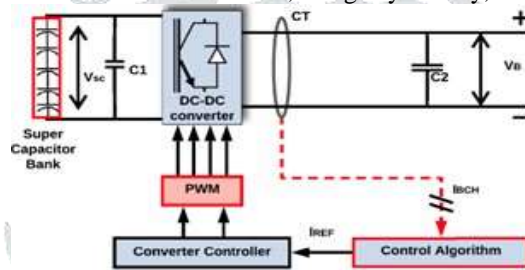 CT
+
Vsc
C1
DC-DC
converter
C2
VB
Super
Capacitor
Bank
PWM
IBCH
IREF
Converter Controller
Control Algorithm